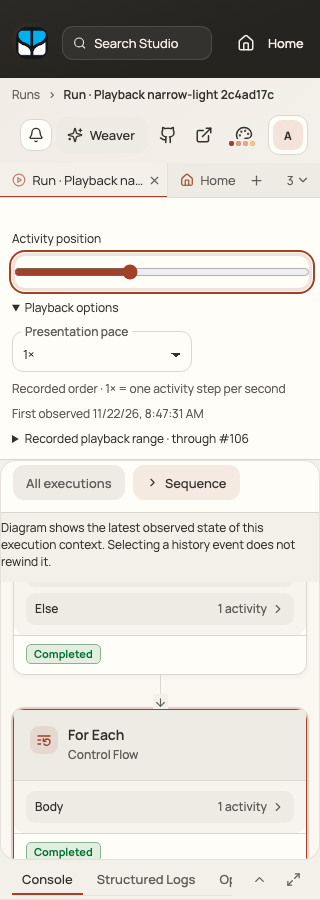 Search Studio
Home
Runs › Run · Playback narrow-light 2c4ad17c
Weaver
A
Run · Playback na...
Home
3
Activity position
Playback options
Presentation pace
1×
Recorded order · 1× = one activity step per second
First observed 11/22/26, 8:47:31 AM
Recorded playback range · through #106
All executions
Sequence
Diagram shows the latest observed state of this
execution context. Selecting a history event does not
rewind it.
Else 1 activity
Completed
For Each
Control Flow
Body 1 activity
Completed
Console Structured Logs